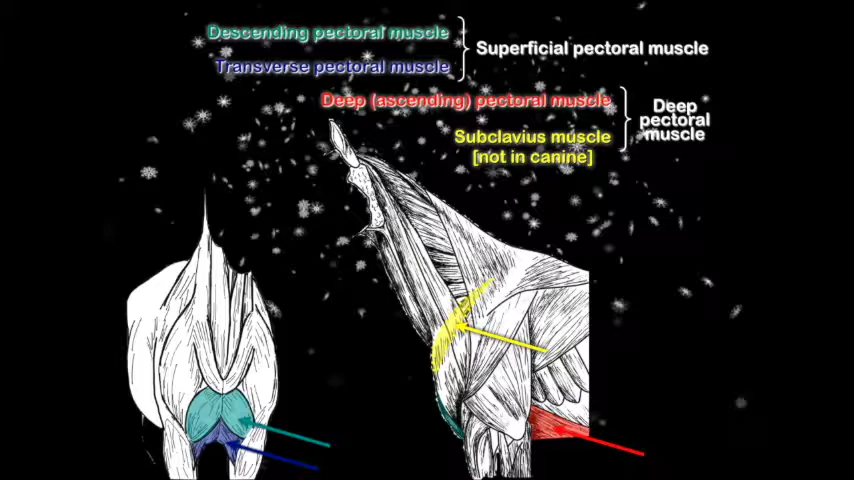 Descending pectoral muscle
Transverse pectoral muscle
Superficial pectoral muscle
Deep (ascending) pectoral muscle
Subclavius muscle
[not in canine]
Deep
pectoral
muscle